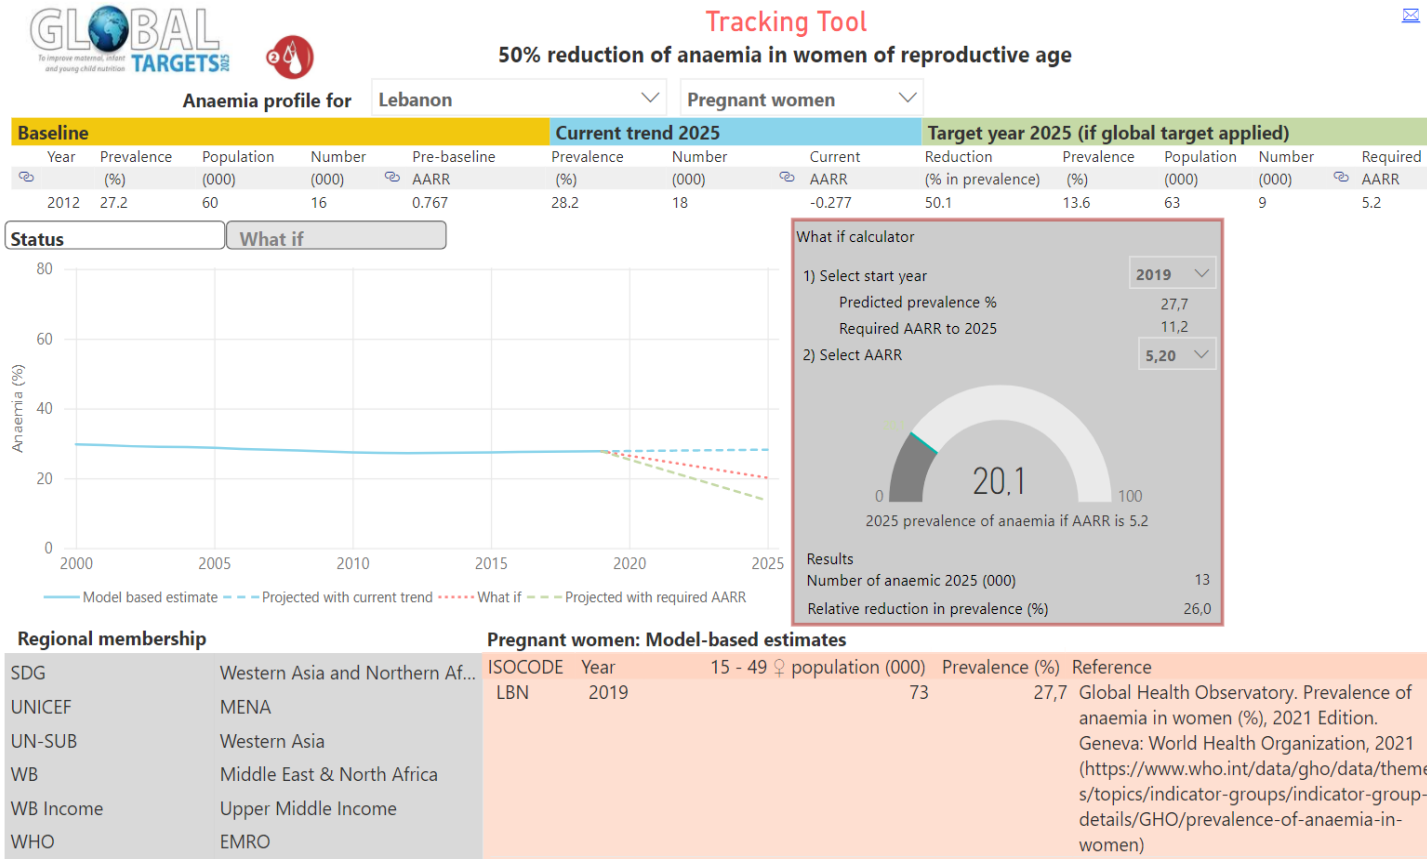 GLOBAL
To improve maternal, infant
and young child nutrition
TARGETS 2025
2
Tracking Tool
50% reduction of anaemia in women of reproductive age
Anaemia profile for Lebanon Pregnant women
Baseline Current trend 2025 Target year 2025 (if global target applied)
Year Prevalence Population Number Pre-baseline Prevalence Number Current Reduction Prevalence Population Number Required
(%) (000) (000) AARR (%) (000) AARR (% in prevalence) (%) (000) (000) AARR
2012 27.2 60 16 0.767 28.2 18 -0.277 50.1 13.6 63 9 5.2
Status What if
80
60
40
20
0
Anaemia (%)
2000 2005 2010 2015 2020 2025
Model based estimate Projected with current trend What if Projected with required AARR
What if calculator
1) Select start year 2019
Predicted prevalence % 27,7
Required AARR to 2025 11,2
2) Select AARR 5,20
20,1
0 100
2025 prevalence of anaemia if AARR is 5.2
Results
Number of anaemic 2025 (000) 13
Relative reduction in prevalence (%) 26,0
Regional membership
SDG Western Asia and Northern Af...
UNICEF MENA
UN-SUB Western Asia
WB Middle East & North Africa
WB Income Upper Middle Income
WHO EMRO
Pregnant women: Model-based estimates
ISOCODE Year 15 - 49 ♀ population (000) Prevalence (%) Reference
LBN 2019 73 27,7 Global Health Observatory. Prevalence of
anaemia in women (%), 2021 Edition.
Geneva: World Health Organization, 2021
(https://www.who.int/data/gho/data/theme
s/topics/indicator-groups/indicator-group-
details/GHO/prevalence-of-anaemia-in-
women)